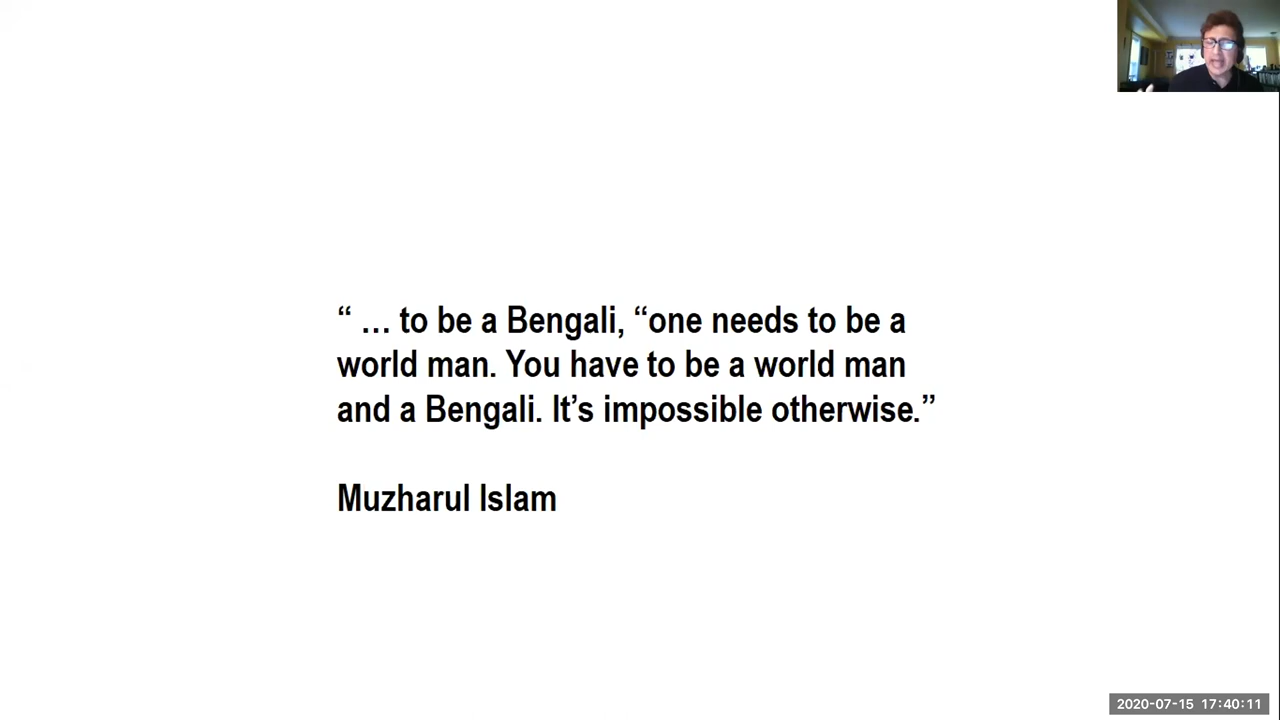 “ … to be a Bengali, “one needs to be a
world man. You have to be a world man
and a Bengali. It’s impossible otherwise.”
Muzharul Islam
2020-07-15 17:40:11